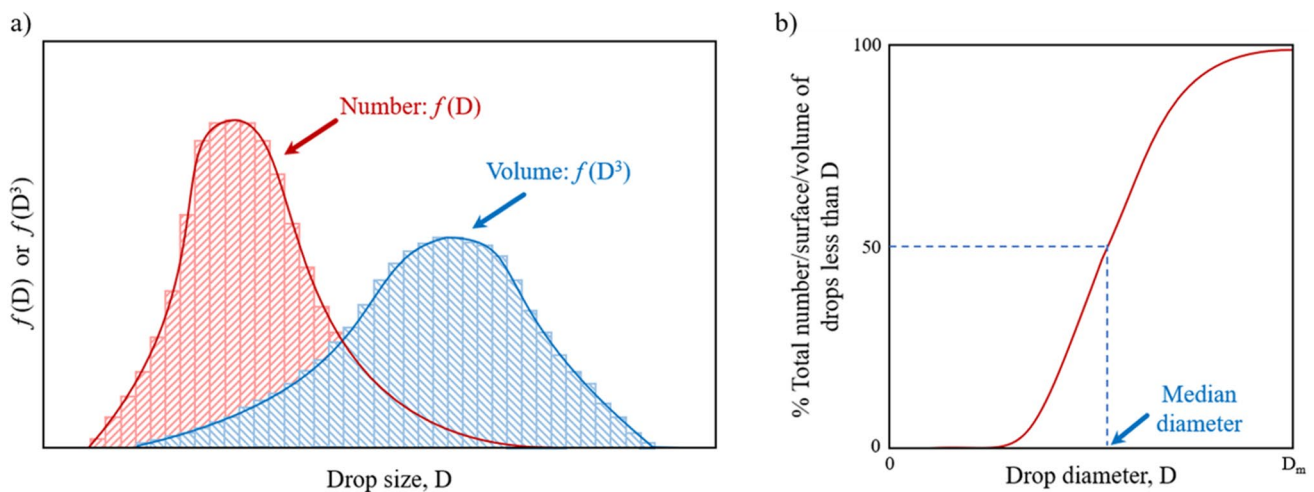 a)
f(D) or f(D³)
Number: f(D)
Volume: f(D³)
Drop size, D
b)
% Total number/surface/volume of
drops less than D
100
50
0
0
Median
diameter
Drop diameter, D
Dₘ